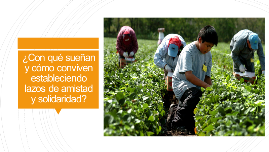 ¿Con qué sueñan
y cómo conviven
estableciendo
lazos de amistad
y solidaridad?